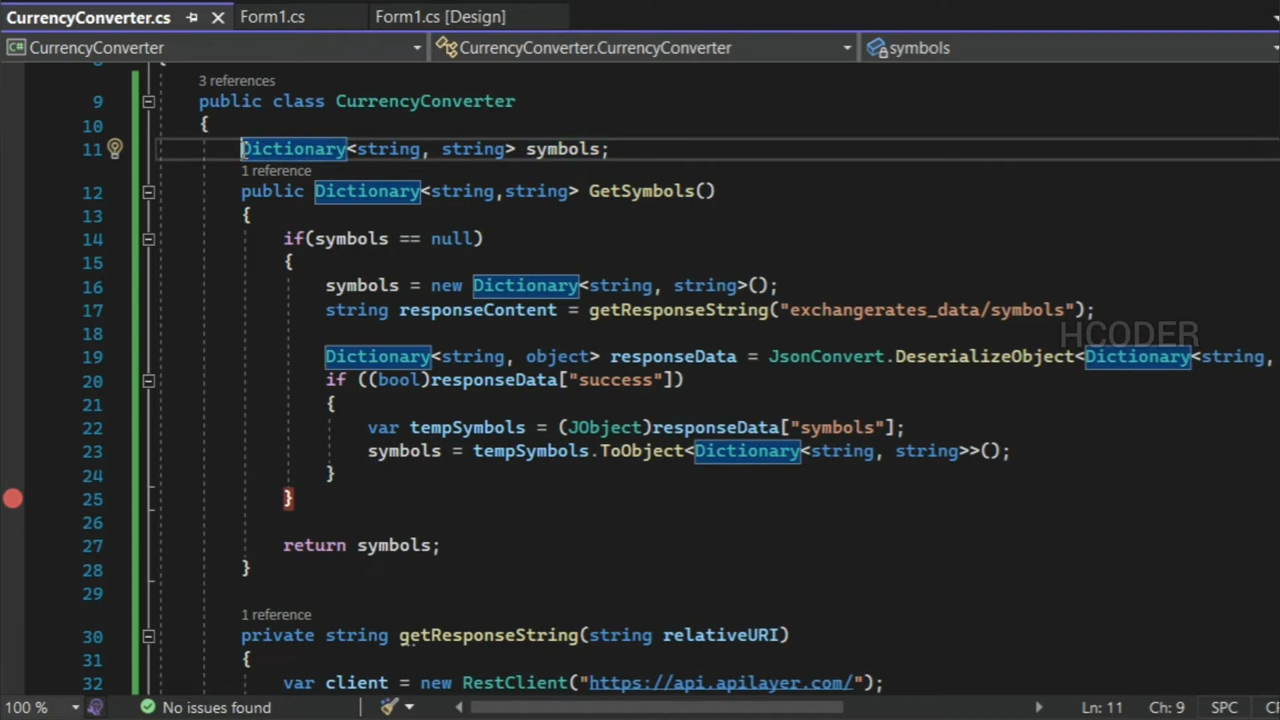 CurrencyConverter.cs
Form1.cs
Form1.cs [Design]
CurrencyConverter
CurrencyConverter.CurrencyConverter
symbols
3 references
9 public class CurrencyConverter
10 {
11 Dictionary<string, string> symbols;
1 reference
12 public Dictionary<string,string> GetSymbols()
13 {
14 if(symbols == null)
15 {
16 symbols = new Dictionary<string, string>();
17 string responseContent = getResponseString("exchangerates_data/symbols");
HCODER
18
19 Dictionary<string, object> responseData = JsonConvert.DeserializeObject<Dictionary<string,
20 if ((bool)responseData["success"])
21 {
22 var tempSymbols = (JObject)responseData["symbols"];
23 symbols = tempSymbols.ToObject<Dictionary<string, string>>();
24 }
25 }
26
27 return symbols;
28 }
29
1 reference
30 private string getResponseString(string relativeURI)
31 {
32 var client = new RestClient("https://api.apilayer.com/");
100 % No issues found Ln: 11 Ch: 9 SPC